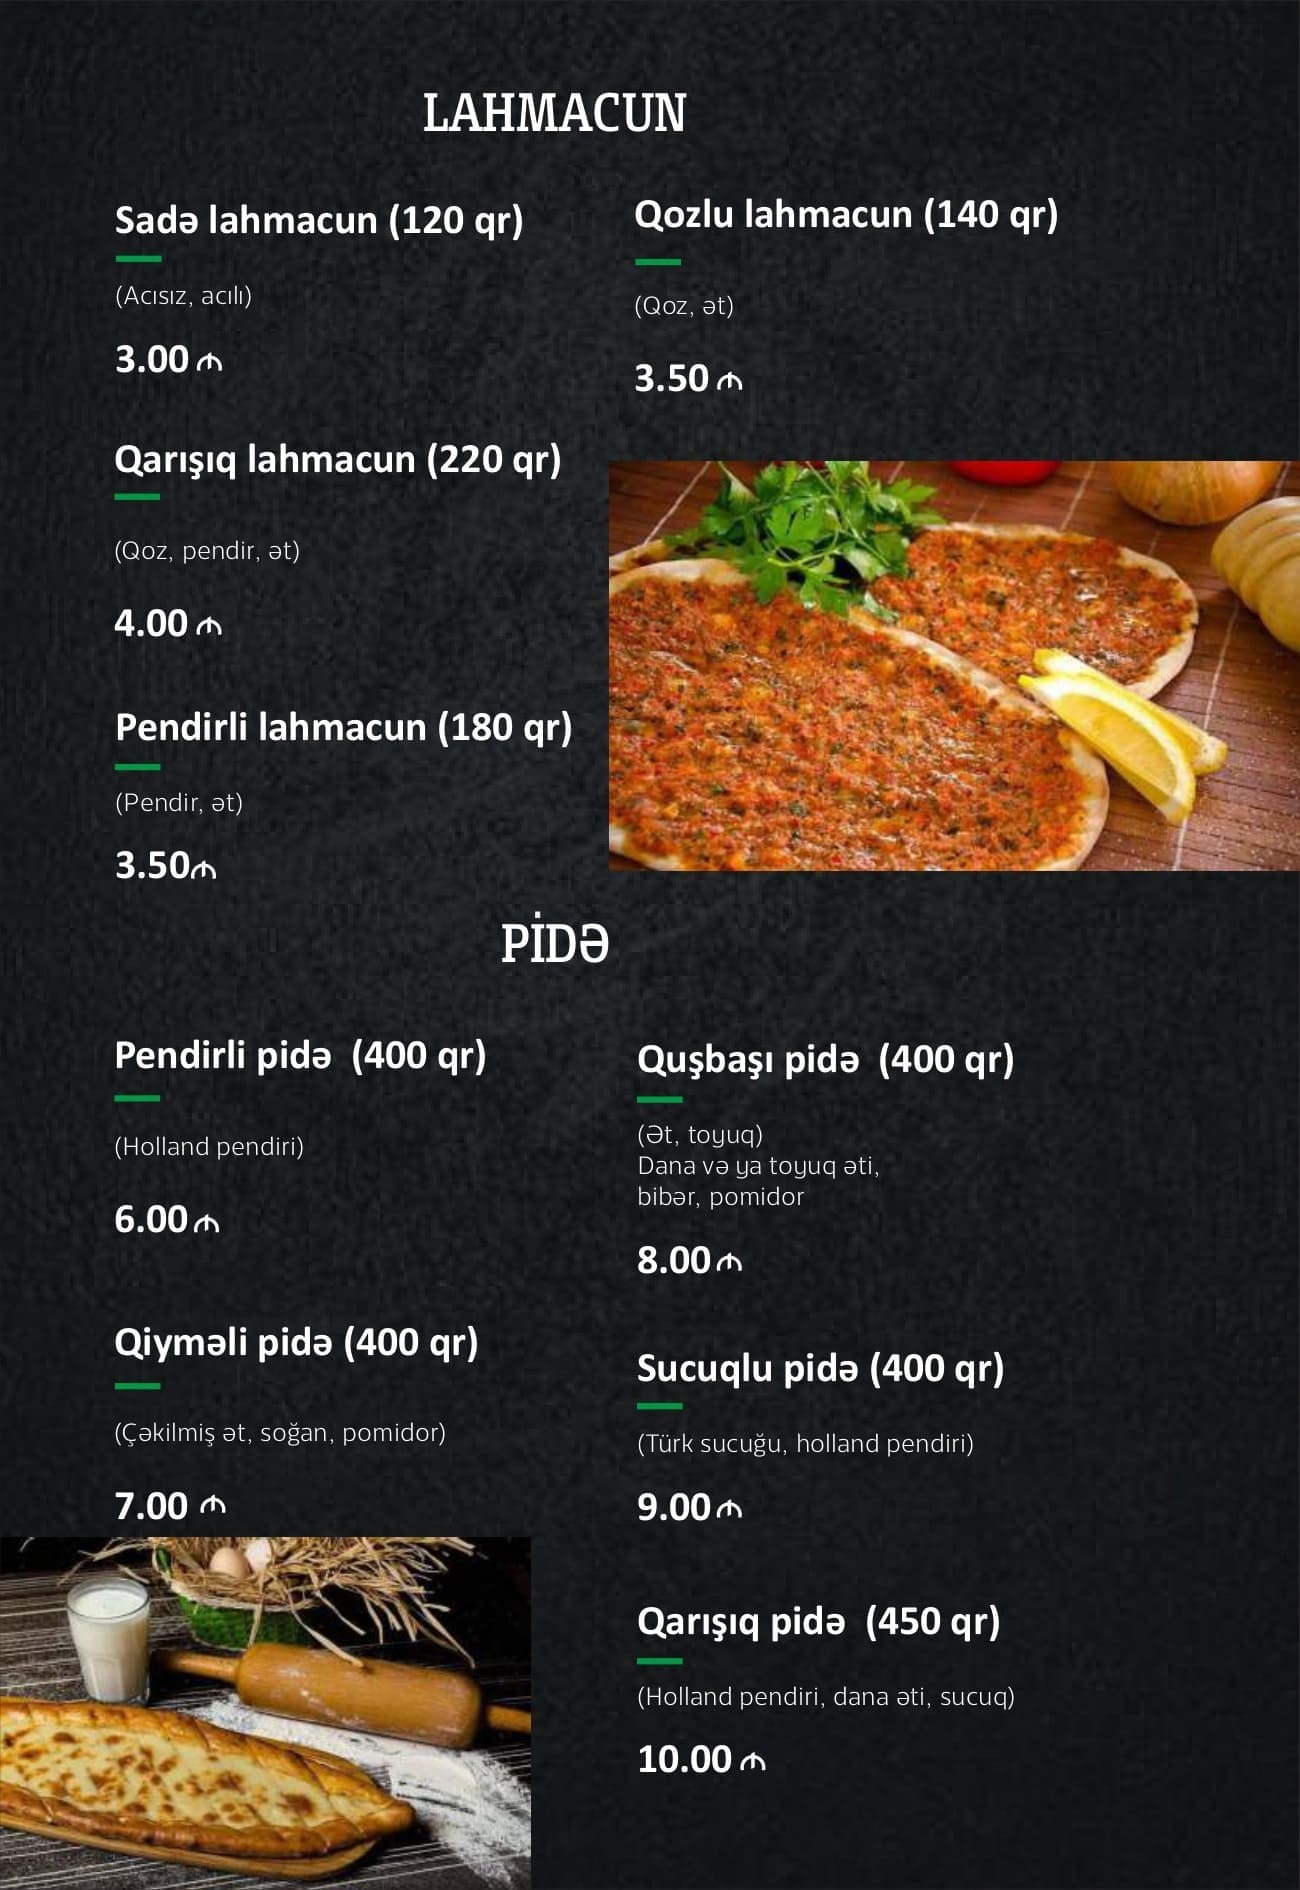 LAHMACUN
Sadə lahmacun (120 qr)
(Acısız, acılı)
3.00 ₼
Qozlu lahmacun (140 qr)
(Qoz, ət)
3.50 ₼
Qarışıq lahmacun (220 qr)
(Qoz, pendir, ət)
4.00 ₼
Pendirli lahmacun (180 qr)
(Pendir, ət)
3.50₼
PİDƏ
Pendirli pidə (400 qr)
(Holland pendiri)
6.00 ₼
Quşbaşı pidə (400 qr)
(Ət, toyuq)
Dana və ya toyuq əti,
bibər, pomidor
8.00 ₼
Qiyməli pidə (400 qr)
(Çəkilmiş ət, soğan, pomidor)
7.00 ₼
Sucuqlu pidə (400 qr)
(Türk sucuğu, holland pendiri)
9.00 ₼
Qarışıq pidə (450 qr)
(Holland pendiri, dana əti, sucuq)
10.00 ₼